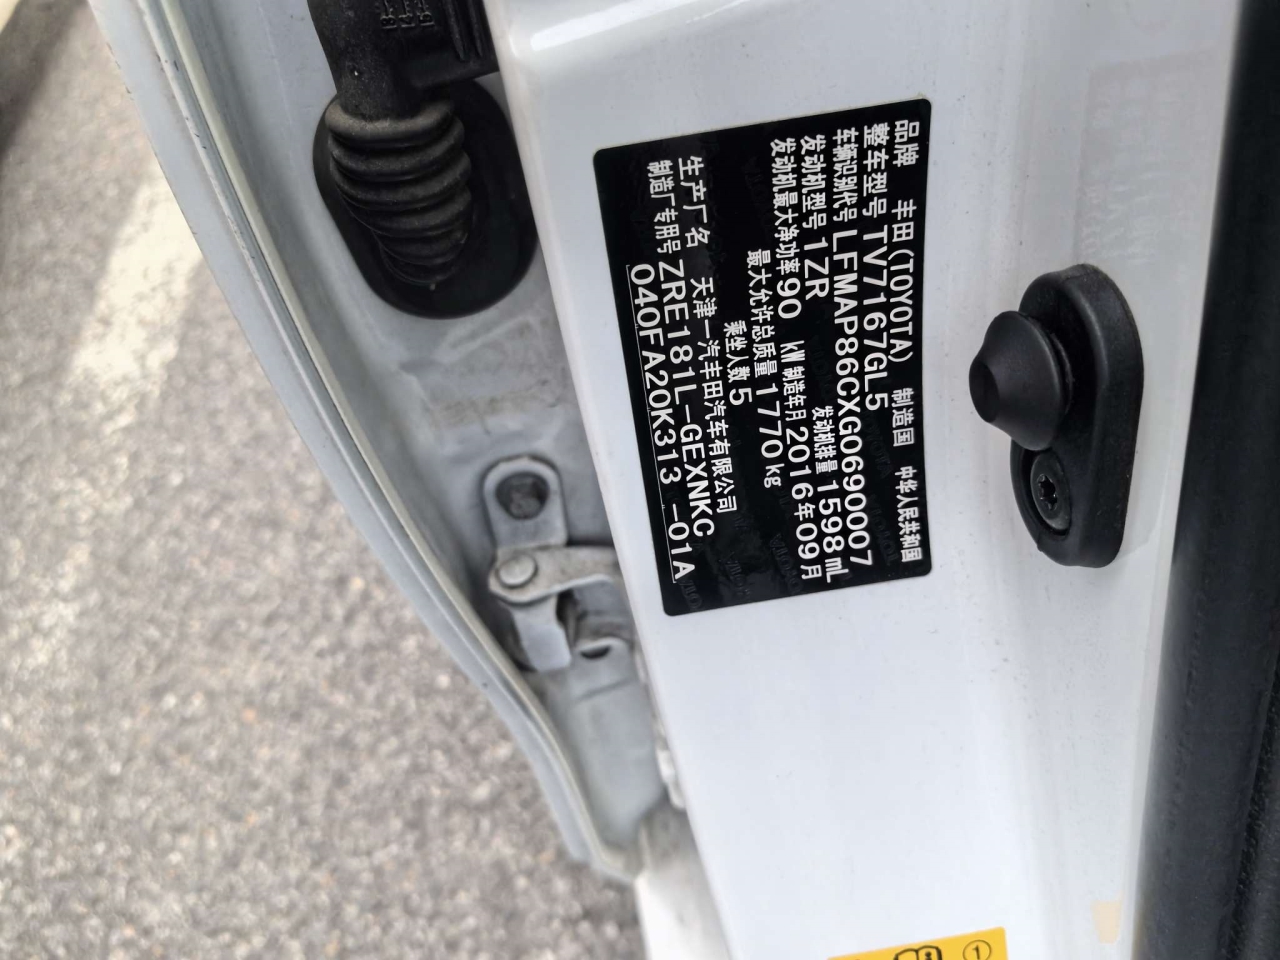 品牌 丰田(TOYOTA) 制造国 中华人民共和国
整车型号 TV7167GL5
车辆识别代号 LFMAP86CXG0690007
发动机型号 1ZR 发动机排量 1598 mL
发动机最大净功率 90 kW 制造年月 2016年09月
最大允许总质量 1770 kg
乘坐人数 5
生产厂名 天津一汽丰田汽车有限公司
制造厂专用号 ZRE181L-GEXNKC
040FA20K313 -01A
1